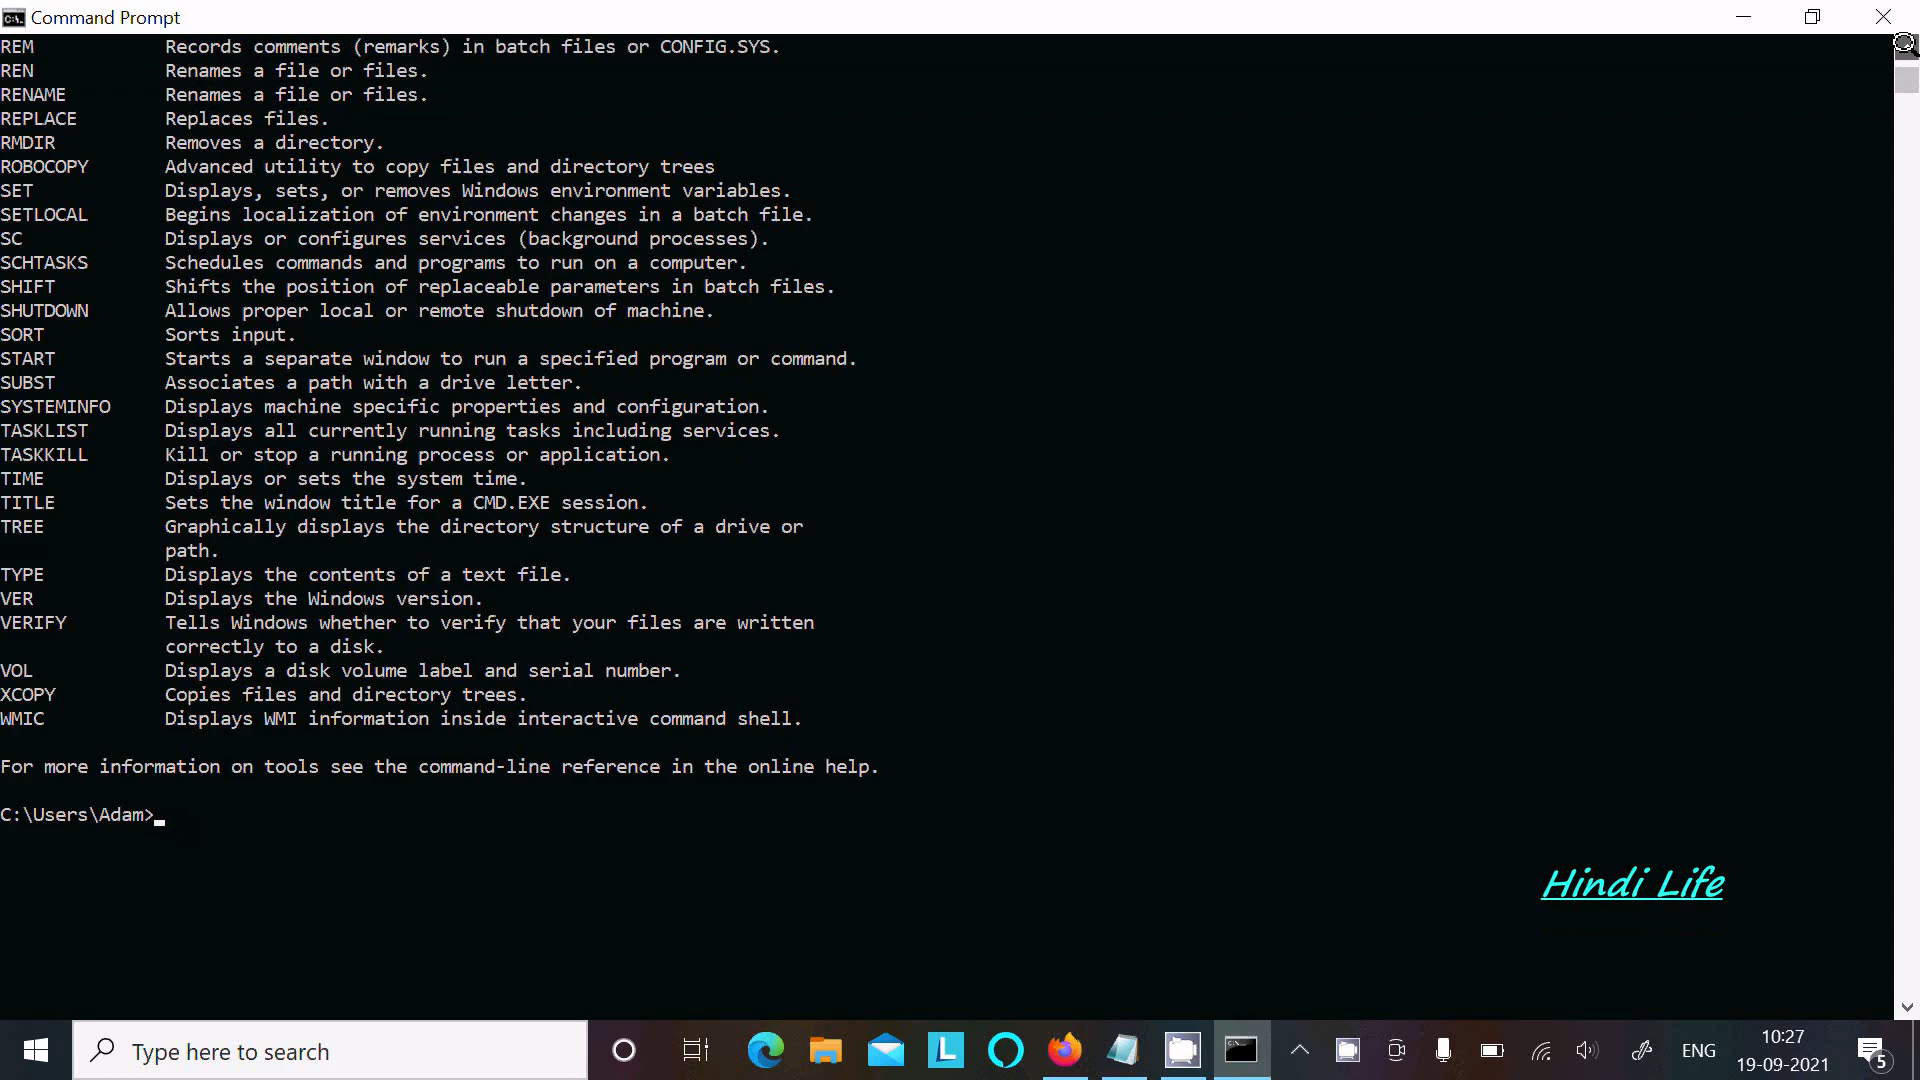 Command Prompt
REM Records comments (remarks) in batch files or CONFIG.SYS.
REN Renames a file or files.
RENAME Renames a file or files.
REPLACE Replaces files.
RMDIR Removes a directory.
ROBOCOPY Advanced utility to copy files and directory trees
SET Displays, sets, or removes Windows environment variables.
SETLOCAL Begins localization of environment changes in a batch file.
SC Displays or configures services (background processes).
SCHTASKS Schedules commands and programs to run on a computer.
SHIFT Shifts the position of replaceable parameters in batch files.
SHUTDOWN Allows proper local or remote shutdown of machine.
SORT Sorts input.
START Starts a separate window to run a specified program or command.
SUBST Associates a path with a drive letter.
SYSTEMINFO Displays machine specific properties and configuration.
TASKLIST Displays all currently running tasks including services.
TASKKILL Kill or stop a running process or application.
TIME Displays or sets the system time.
TITLE Sets the window title for a CMD.EXE session.
TREE Graphically displays the directory structure of a drive or
path.
TYPE Displays the contents of a text file.
VER Displays the Windows version.
VERIFY Tells Windows whether to verify that your files are written
correctly to a disk.
VOL Displays a disk volume label and serial number.
XCOPY Copies files and directory trees.
WMIC Displays WMI information inside interactive command shell.
For more information on tools see the command-line reference in the online help.
C:\Users\Adam>
Hindi Life
Type here to search
L
ENG
10:27
19-09-2021
5